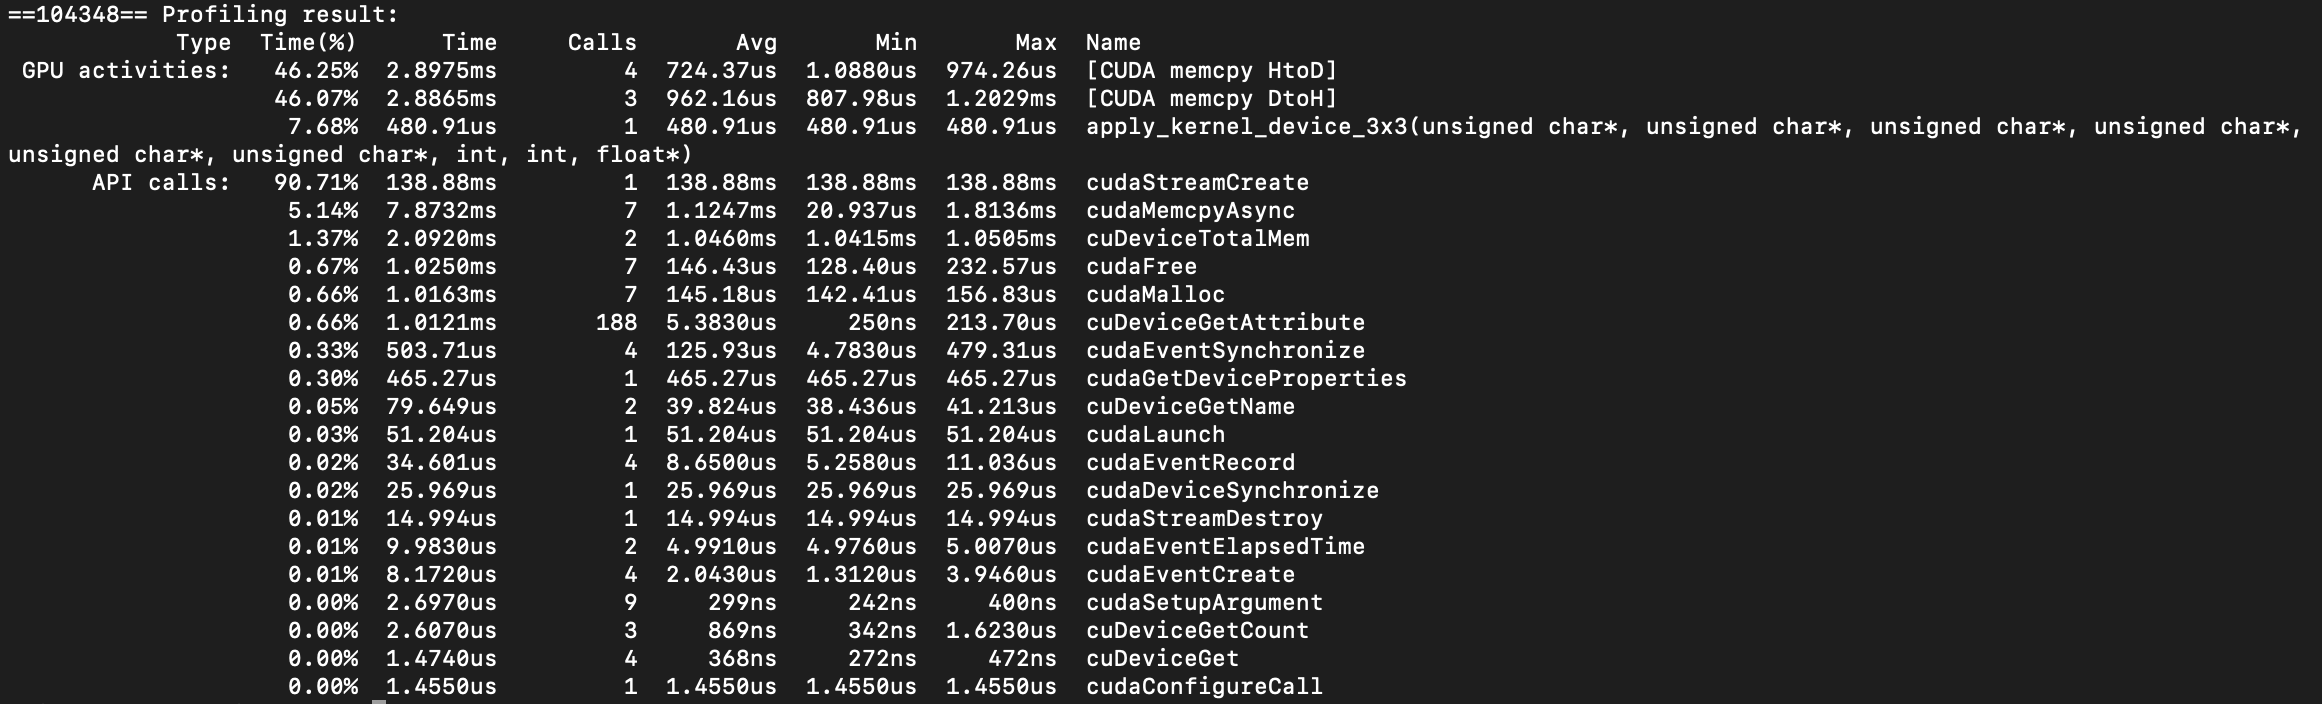 ==104348== Profiling result:
            Type  Time(%)      Time     Calls       Avg       Min       Max  Name
 GPU activities:   46.25%  2.8975ms         4  724.37us  1.0880us  974.26us  [CUDA memcpy HtoD]
                   46.07%  2.8865ms         3  962.16us  807.98us  1.2029ms  [CUDA memcpy DtoH]
                    7.68%  480.91us         1  480.91us  480.91us  480.91us  apply_kernel_device_3x3(unsigned char*, unsigned char*, unsigned char*, unsigned char*,
unsigned char*, unsigned char*, int, int, float*)
      API calls:   90.71%  138.88ms         1  138.88ms  138.88ms  138.88ms  cudaStreamCreate
                    5.14%  7.8732ms         7  1.1247ms  20.937us  1.8136ms  cudaMemcpyAsync
                    1.37%  2.0920ms         2  1.0460ms  1.0415ms  1.0505ms  cuDeviceTotalMem
                    0.67%  1.0250ms         7  146.43us  128.40us  232.57us  cudaFree
                    0.66%  1.0163ms         7  145.18us  142.41us  156.83us  cudaMalloc
                    0.66%  1.0121ms       188  5.3830us     250ns  213.70us  cuDeviceGetAttribute
                    0.33%  503.71us         4  125.93us  4.7830us  479.31us  cudaEventSynchronize
                    0.30%  465.27us         1  465.27us  465.27us  465.27us  cudaGetDeviceProperties
                    0.05%  79.649us         2  39.824us  38.436us  41.213us  cuDeviceGetName
                    0.03%  51.204us         1  51.204us  51.204us  51.204us  cudaLaunch
                    0.02%  34.601us         4  8.6500us  5.2580us  11.036us  cudaEventRecord
                    0.02%  25.969us         1  25.969us  25.969us  25.969us  cudaDeviceSynchronize
                    0.01%  14.994us         1  14.994us  14.994us  14.994us  cudaStreamDestroy
                    0.01%  9.9830us         2  4.9910us  4.9760us  5.0070us  cudaEventElapsedTime
                    0.01%  8.1720us         4  2.0430us  1.3120us  3.9460us  cudaEventCreate
                    0.00%  2.6970us         9     299ns     242ns     400ns  cudaSetupArgument
                    0.00%  2.6070us         3     869ns     342ns  1.6230us  cuDeviceGetCount
                    0.00%  1.4740us         4     368ns     272ns     472ns  cuDeviceGet
                    0.00%  1.4550us         1  1.4550us  1.4550us  1.4550us  cudaConfigureCall